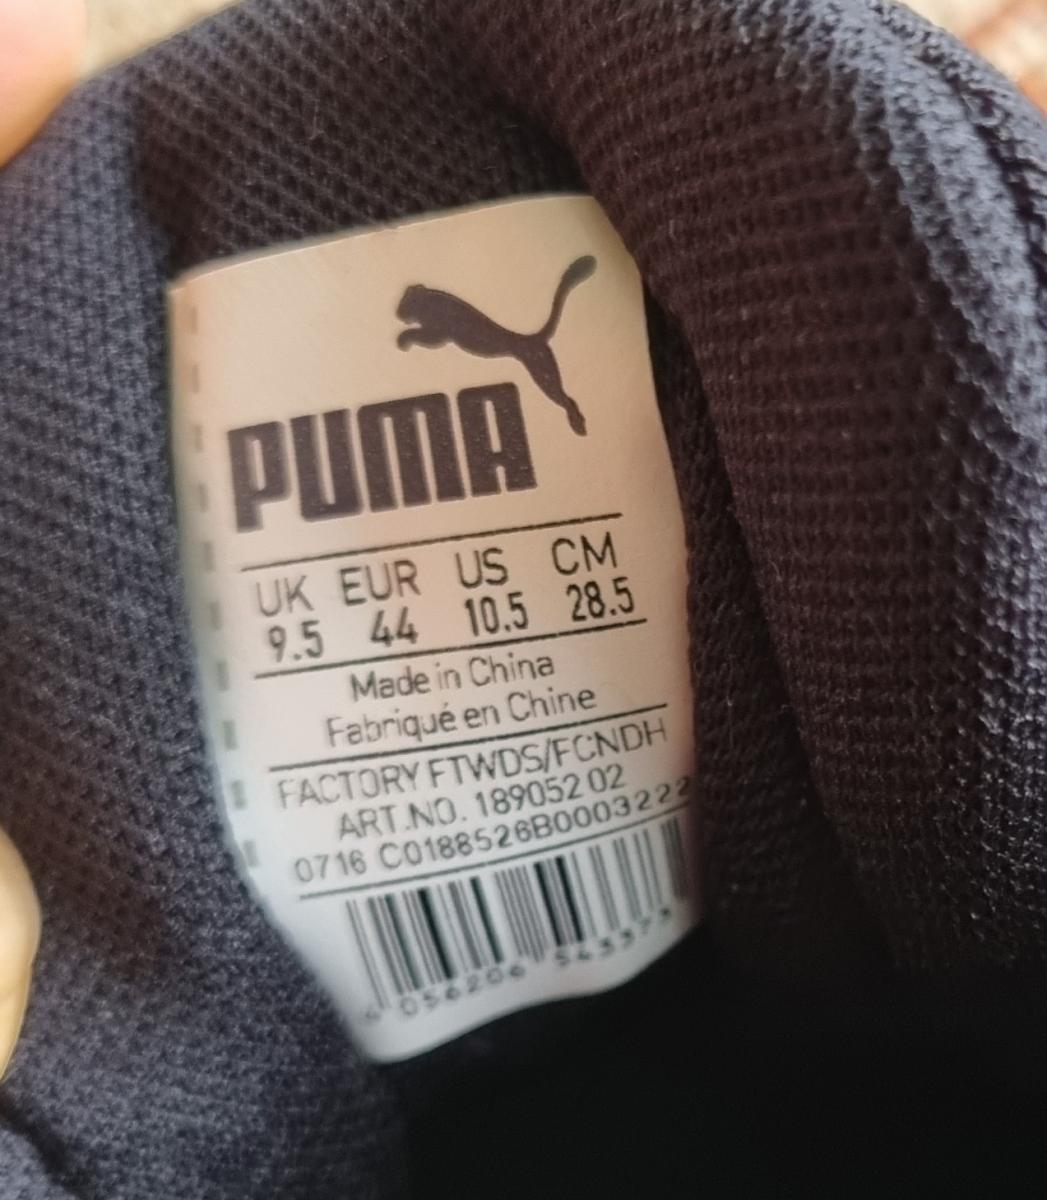 PUMA
UK EUR US CM
9.5 44 10.5 28.5
Made in China
Fabriqué en Chine
FACTORY FTWDS/FCNDH
ART.NO. 189052 02
0716 C0188526B0003222